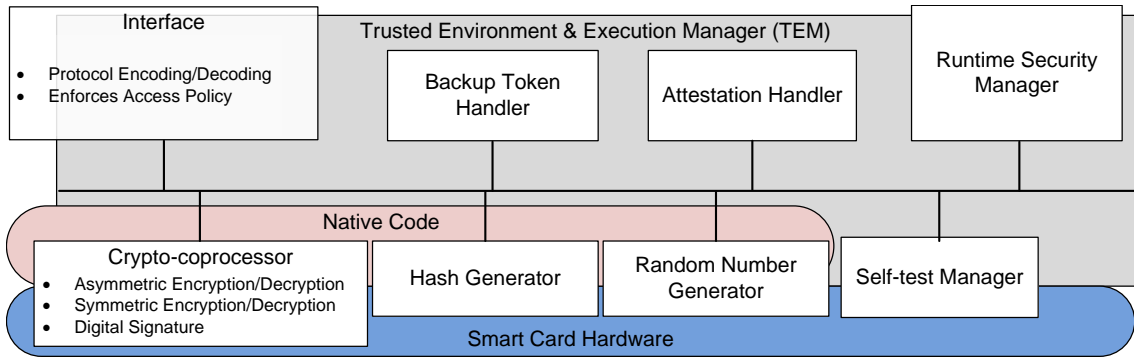 Interface
• Protocol Encoding/Decoding
• Enforces Access Policy
Trusted Environment & Execution Manager (TEM)
Backup Token
Handler
Attestation Handler
Runtime Security
Manager
Native Code
Crypto-coprocessor
• Asymmetric Encryption/Decryption
• Symmetric Encryption/Decryption
• Digital Signature
Hash Generator
Random Number
Generator
Self-test Manager
Smart Card Hardware